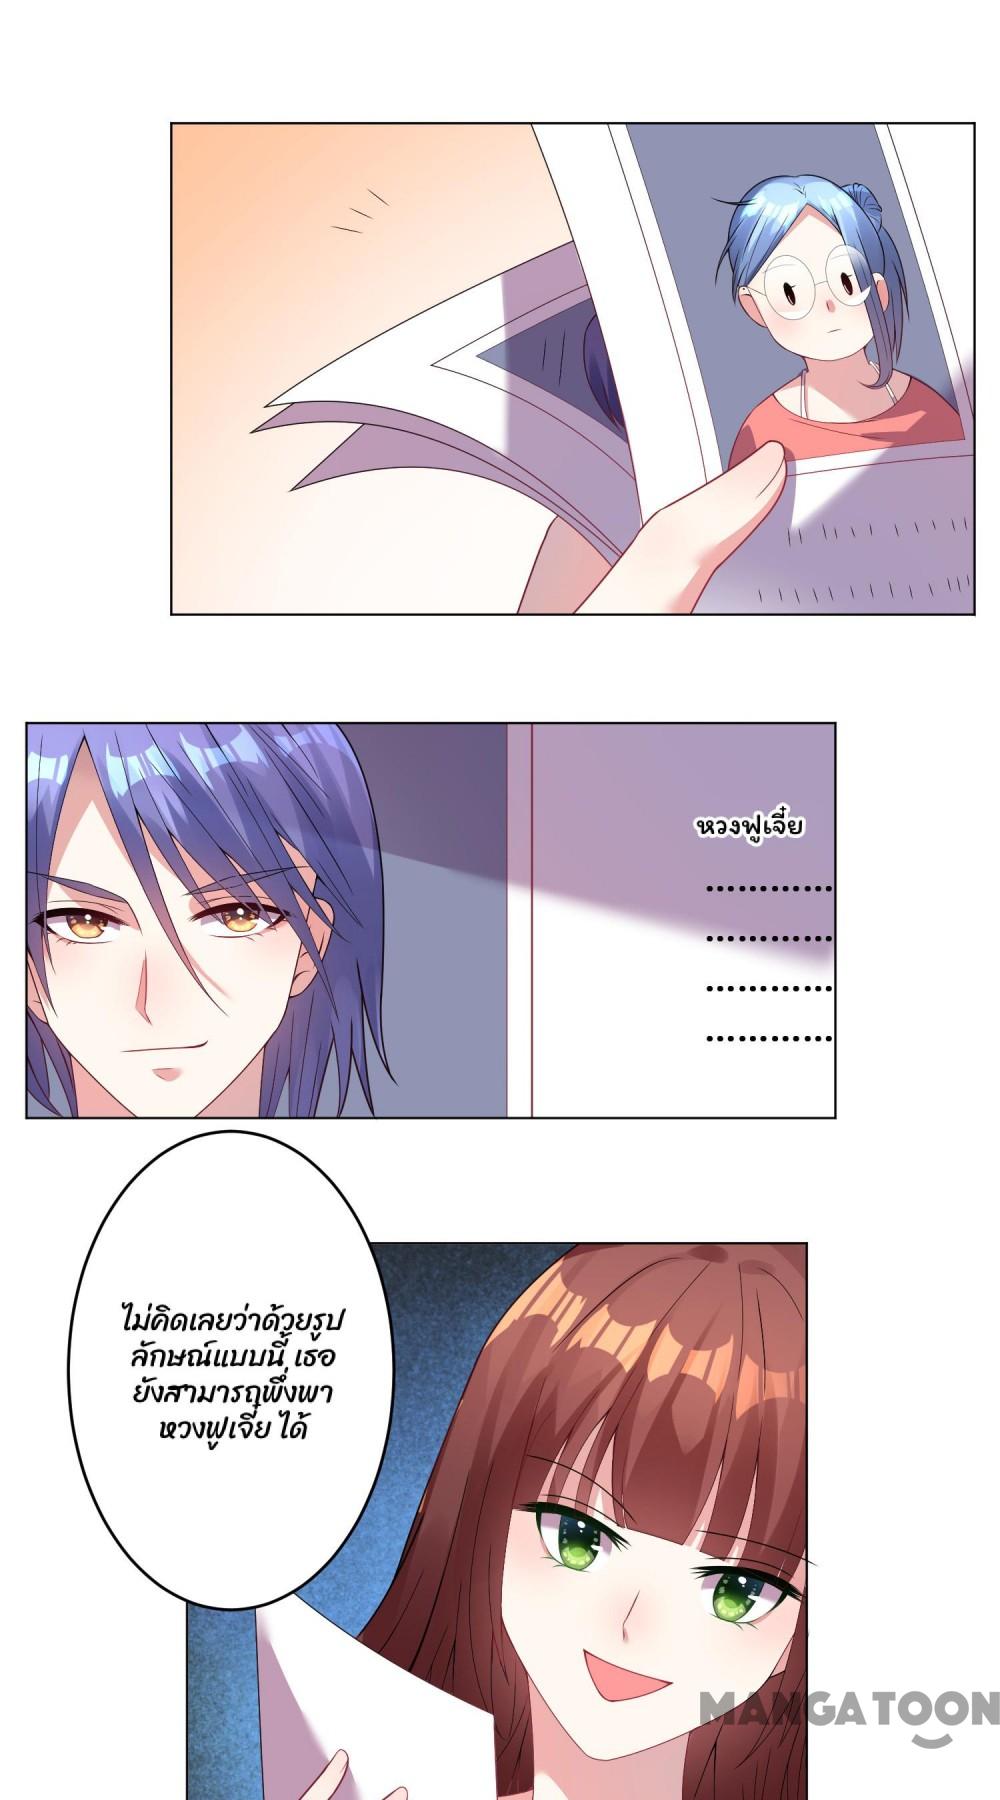 หวงฟูเจี๋ย
............
............
............
............
ไม่คิดเลยว่าด้วยรูป
ลักษณ์แบบนี้ เธอ
ยังสามารถพึ่งพา
หวงฟูเจี๋ย ได้
MANGATOON